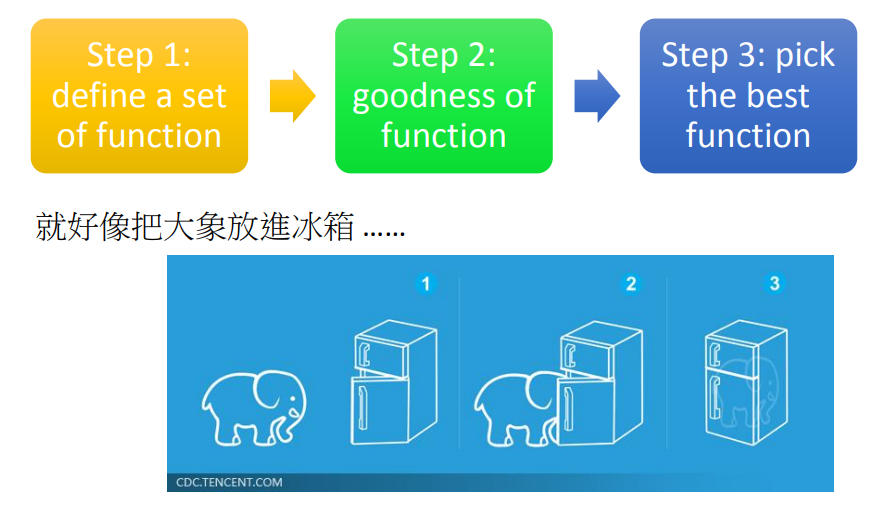 Step 1:
define a set
of function
Step 2:
goodness of
function
Step 3: pick
the best
function
就好像把大象放進冰箱 ......
1
2
3
CDC.TENCENT.COM